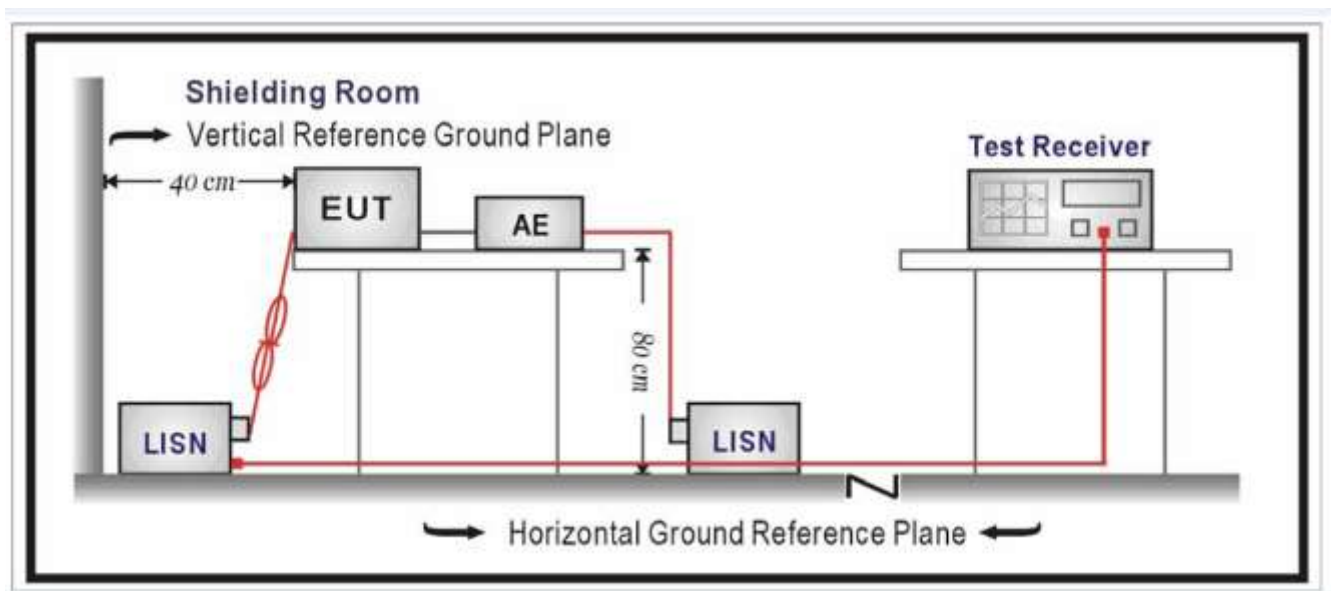 Shielding Room
Vertical Reference Ground Plane
Test Receiver
40 cm
EUT
AE
80 cm
LISN
LISN
Horizontal Ground Reference Plane